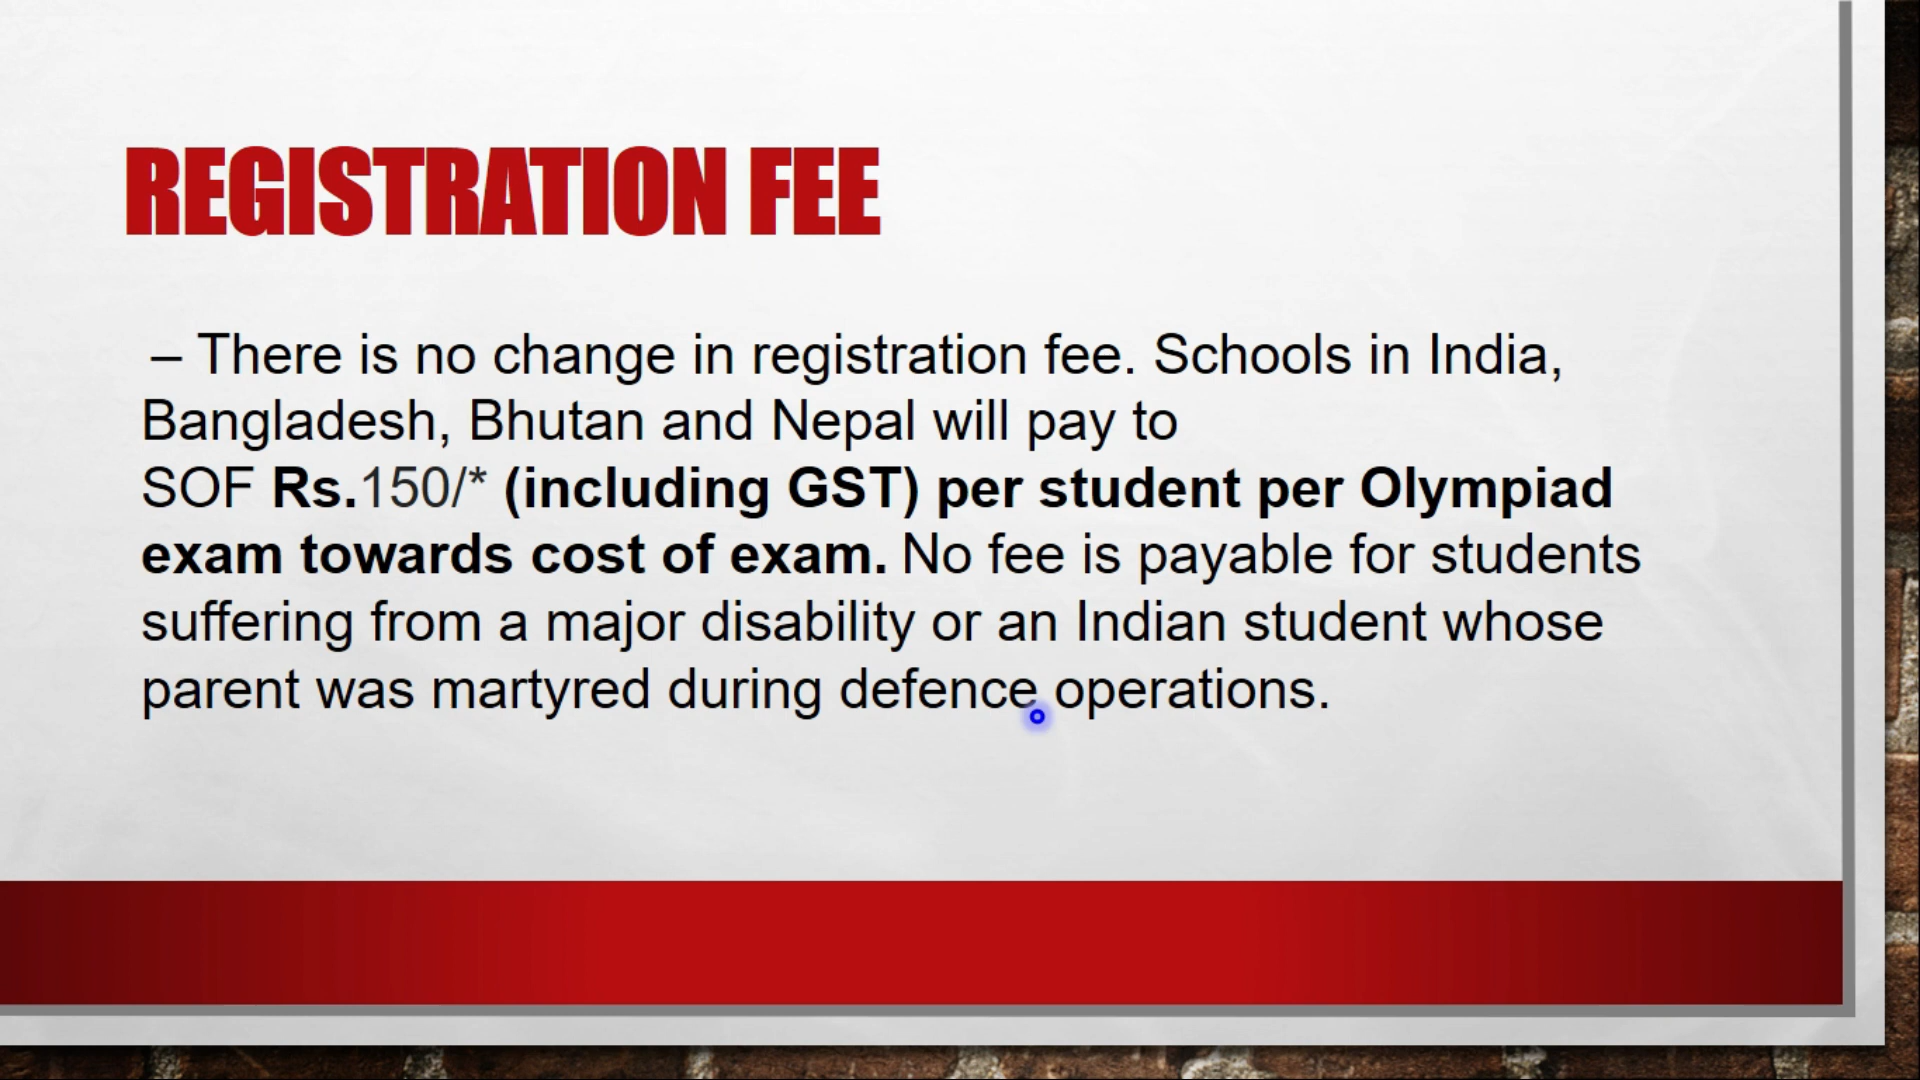 REGISTRATION FEE
– There is no change in registration fee. Schools in India,
Bangladesh, Bhutan and Nepal will pay to
SOF Rs.150/* (including GST) per student per Olympiad
exam towards cost of exam. No fee is payable for students
suffering from a major disability or an Indian student whose
parent was martyred during defence operations.